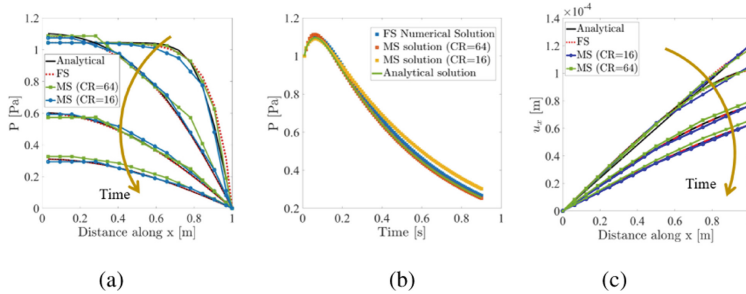 1.2
1
0.8
0.6
0.4
0.2
0
P [Pa]
Analytical
FS
MS (CR=64)
MS (CR=16)
Time
0 0.2 0.4 0.6 0.8 1
Distance along x [m]
(a)
1.2
1
0.8
0.6
0.4
0.2
P [Pa]
FS Numerical Solution
MS solution (CR=64)
MS solution (CR=16)
Analytical solution
0 0.2 0.4 0.6 0.8 1
Time [s]
(b)
×10⁻⁴
1.2
1
0.8
0.6
0.4
0.2
0
uₓ [m]
Analytical
FS
MS (CR=16)
MS (CR=64)
Time
0 0.2 0.4 0.6 0.8
Distance along x [m]
(c)